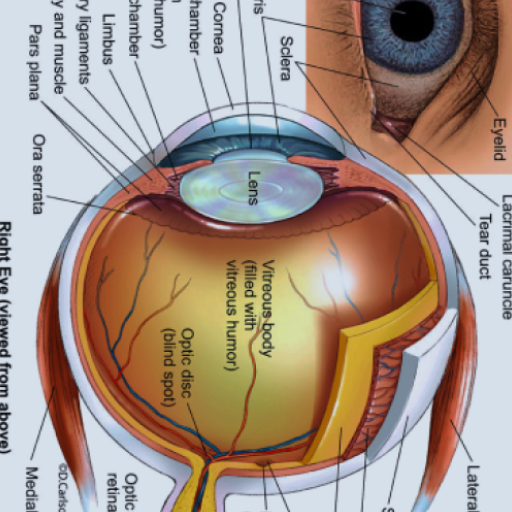 ris
Sclera
Cornea
hamber
n
humor)
chamber
Limbus
ry ligaments
y and muscle
Pars plana
Ora serrata
Eyelid
Lacrimal caruncle
Tear duct
Lens
Vitreous body
(filled with
vitreous humor)
Optic disc
(blind spot)
Lateral
Medial
Optic
retina
©D.Carlso
Right Eye (viewed from above)
S